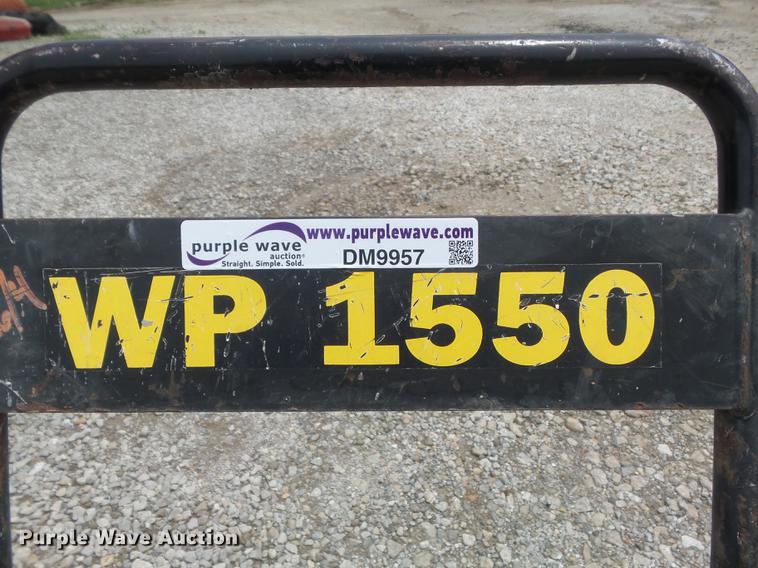 purple wave
auction®
Straight. Simple. Sold.
www.purplewave.com
DM9957
WP 1550
Purple Wave Auction